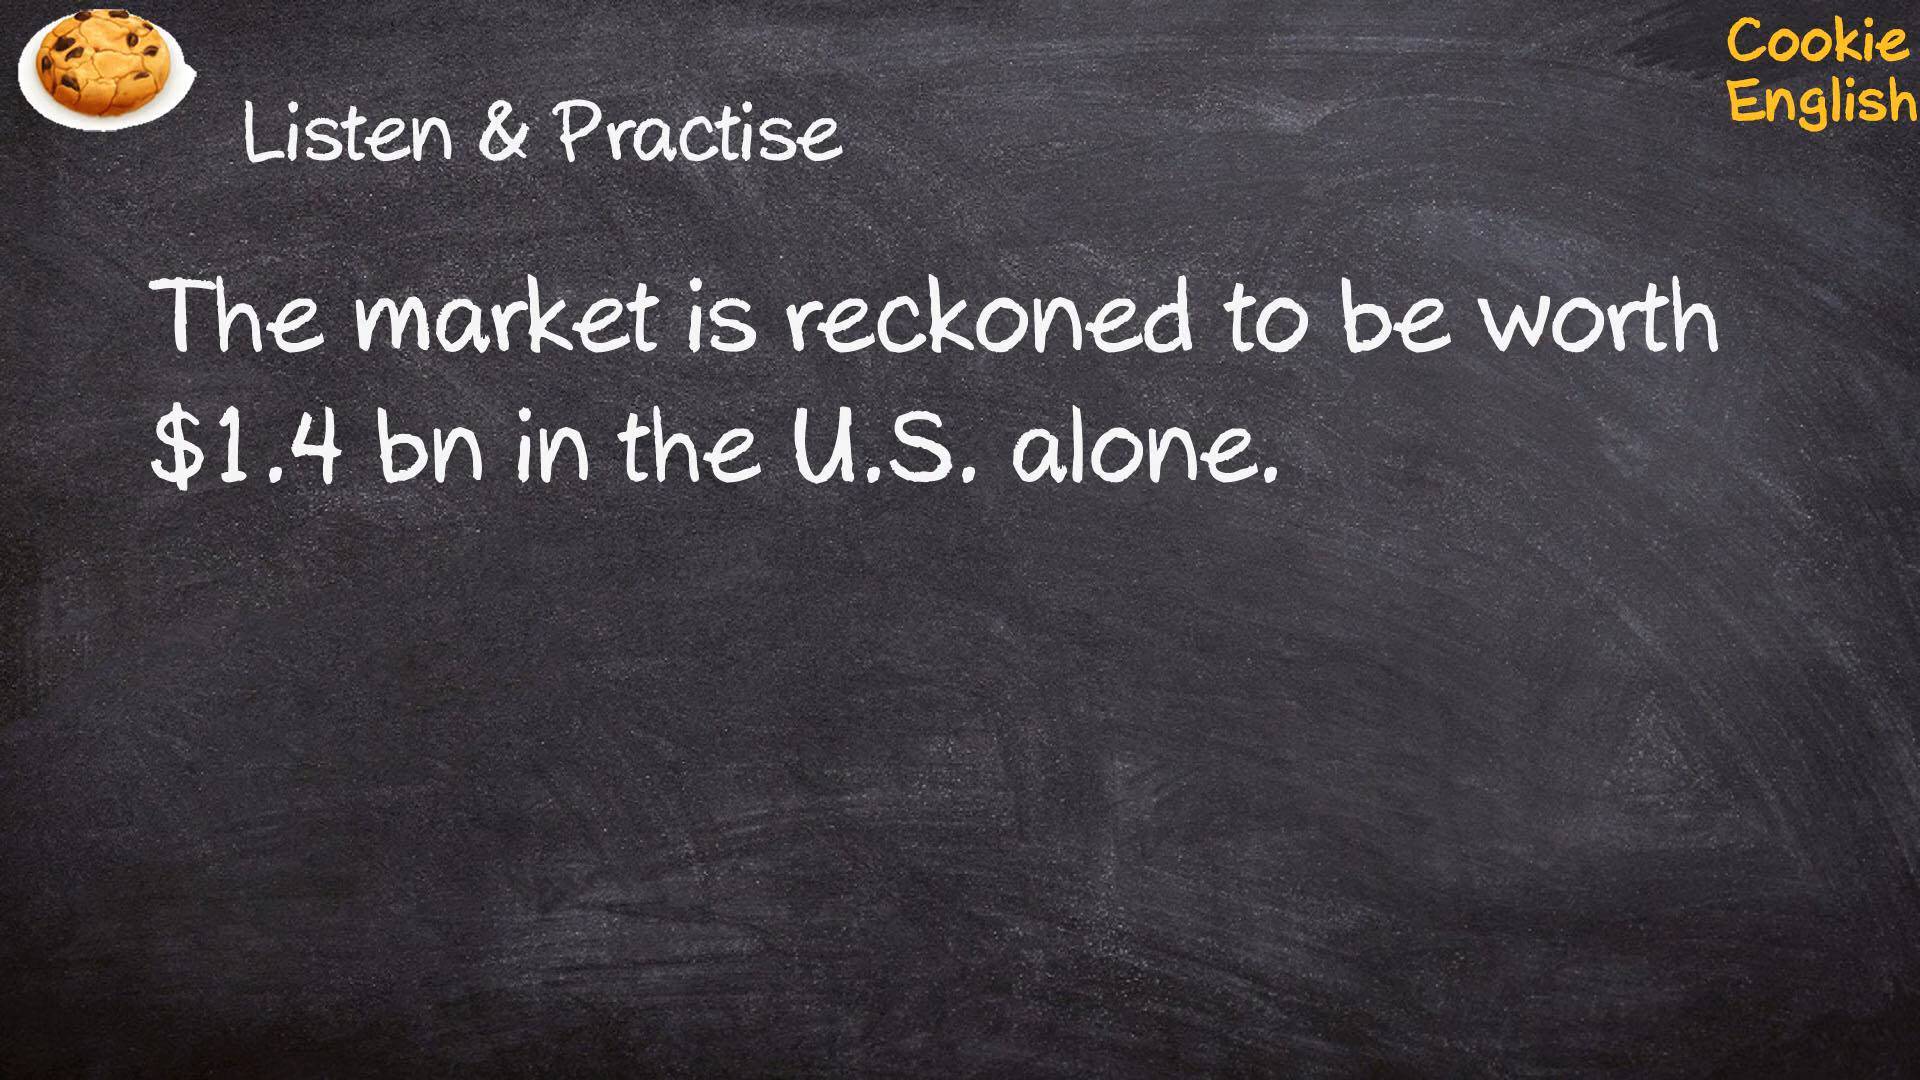 Cookie
English
Listen & Practise
The market is reckoned to be worth
$1.4 bn in the U.S. alone.